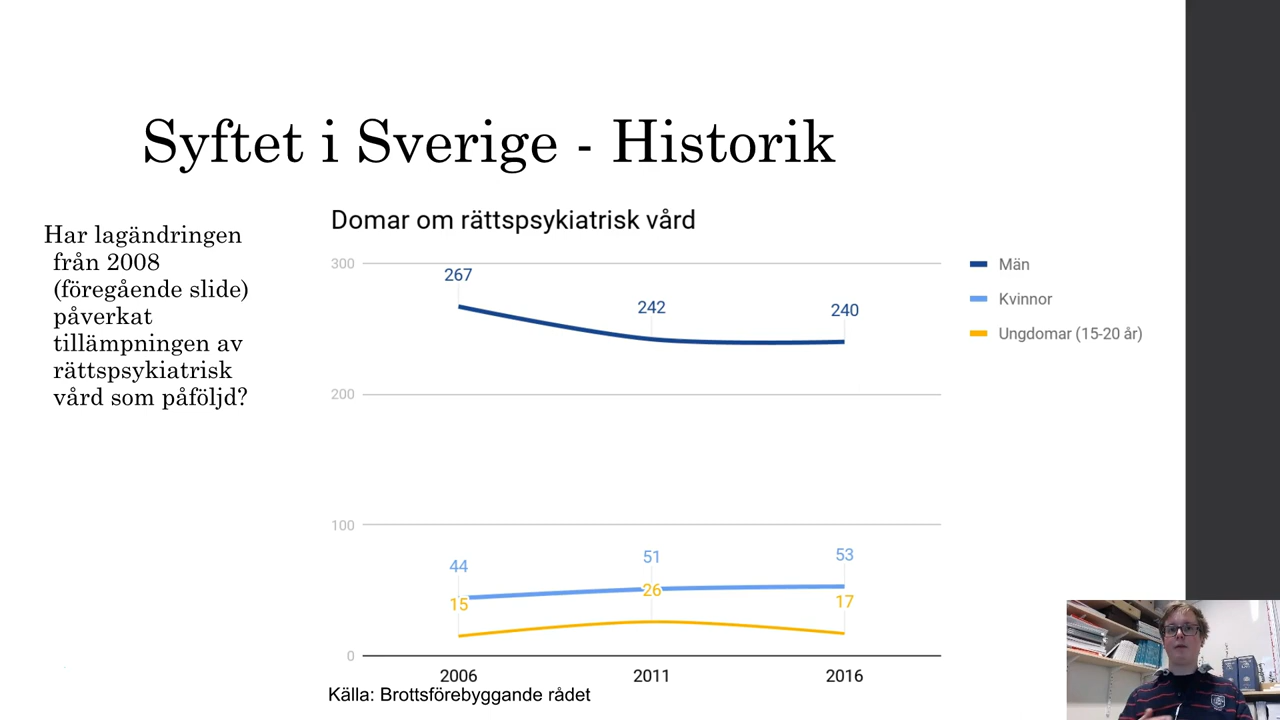 Syftet i Sverige - Historik
Har lagändringen
från 2008
(föregående slide)
påverkat
tillämpningen av
rättspsykiatrisk
vård som påföljd?
Domar om rättspsykiatrisk vård
300
200
100
0
267
242
240
44
51
53
15
26
17
2006
2011
2016
Män
Kvinnor
Ungdomar (15-20 år)
Källa: Brottsförebyggande rådet